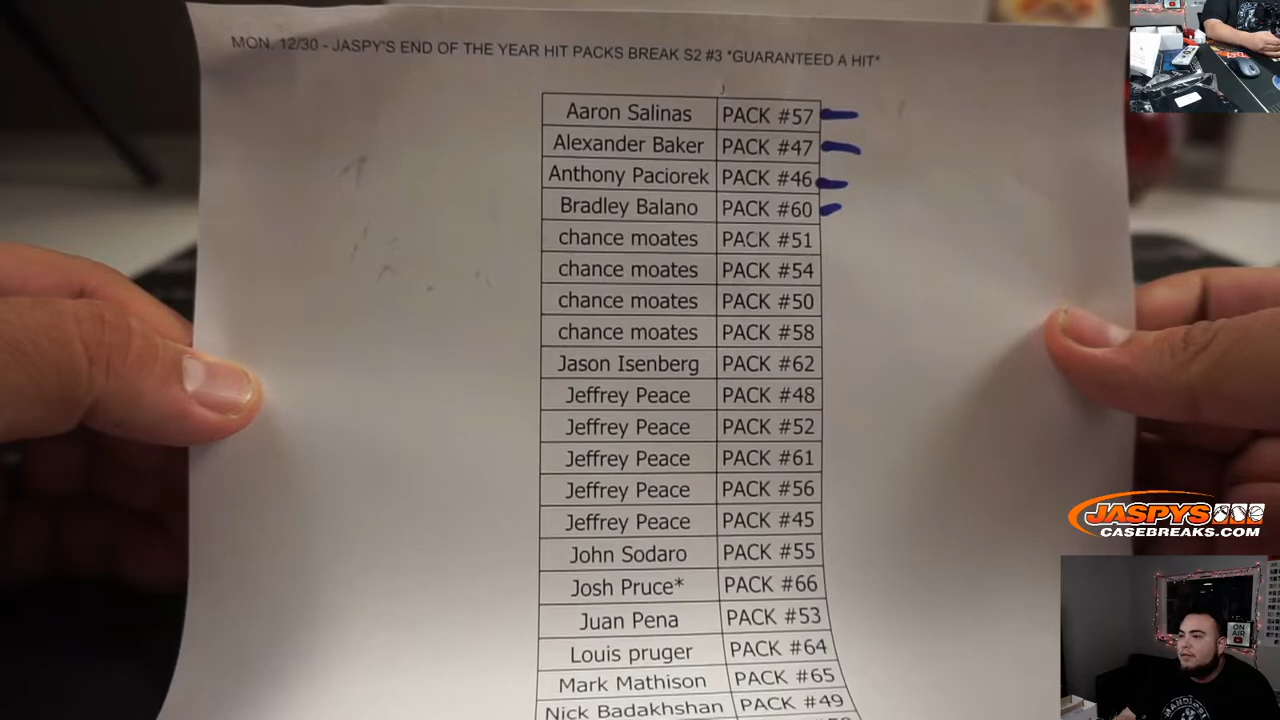 MON. 12/30 - JASPY'S END OF THE YEAR HIT PACKS BREAK S2 #3 *GUARANTEED A HIT*
Aaron Salinas PACK #57
Alexander Baker PACK #47
Anthony Paciorek PACK #46
Bradley Balano PACK #60
chance moates PACK #51
chance moates PACK #54
chance moates PACK #50
chance moates PACK #58
Jason Isenberg PACK #62
Jeffrey Peace PACK #48
Jeffrey Peace PACK #52
Jeffrey Peace PACK #61
Jeffrey Peace PACK #56
Jeffrey Peace PACK #45
John Sodaro PACK #55
Josh Pruce* PACK #66
Juan Pena PACK #53
Louis pruger PACK #64
Mark Mathison PACK #65
Nick Badakhshan PACK #49
JASPYS
CASEBREAKS.COM
ON
AIR